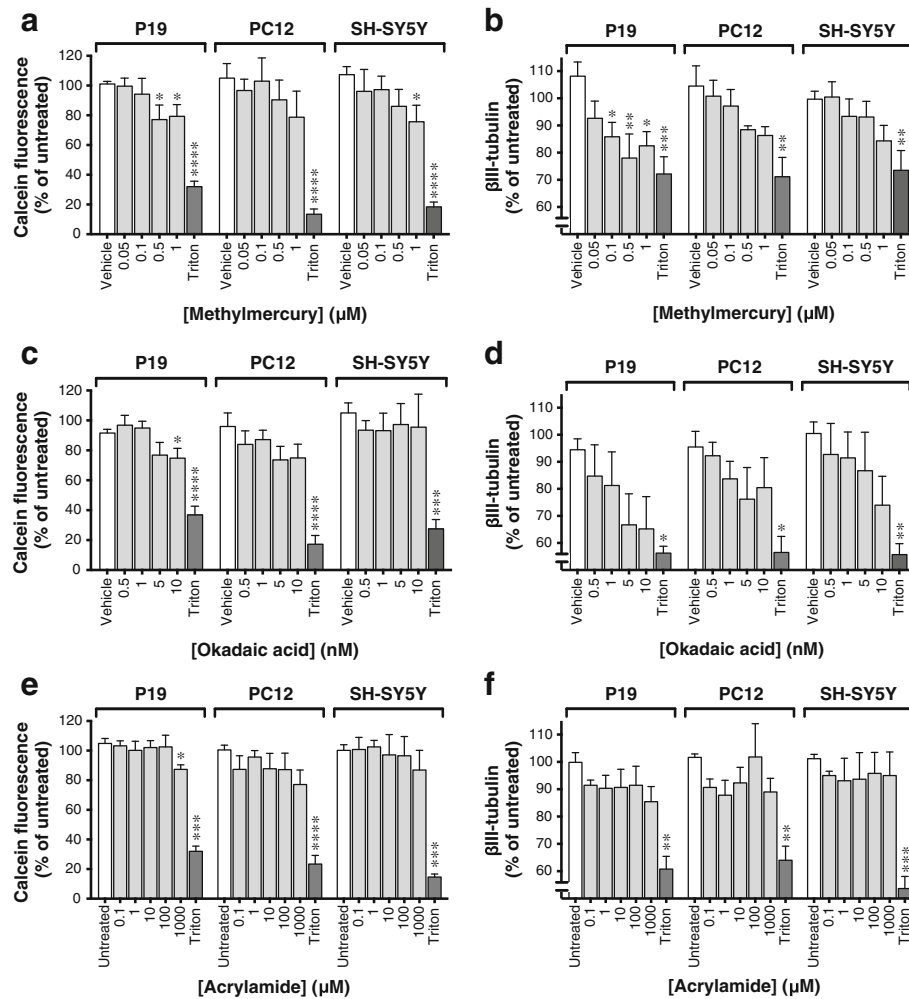 a
P19 PC12 SH-SY5Y
Calcein fluorescence
(% of untreated)
120
100
80
60
40
20
0
* * **** **** * ****
Vehicle 0.05 0.1 0.5 1 Triton Vehicle 0.05 0.1 0.5 1 Triton Vehicle 0.05 0.1 0.5 1 Triton
[Methylmercury] (µM)
b
P19 PC12 SH-SY5Y
βIII-tubulin
(% of untreated)
110
100
90
80
70
60
* ** * *** ** **
Vehicle 0.05 0.1 0.5 1 Triton Vehicle 0.05 0.1 0.5 1 Triton Vehicle 0.05 0.1 0.5 1 Triton
[Methylmercury] (µM)
c
P19 PC12 SH-SY5Y
Calcein fluorescence
(% of untreated)
120
100
80
60
40
20
0
* **** **** ***
Vehicle 0.5 1 5 10 Triton Vehicle 0.5 1 5 10 Triton Vehicle 0.5 1 5 10 Triton
[Okadaic acid] (nM)
d
P19 PC12 SH-SY5Y
βIII-tubulin
(% of untreated)
110
100
90
80
70
60
* * **
Vehicle 0.5 1 5 10 Triton Vehicle 0.5 1 5 10 Triton Vehicle 0.5 1 5 10 Triton
[Okadaic acid] (nM)
e
P19 PC12 SH-SY5Y
Calcein fluorescence
(% of untreated)
120
100
80
60
40
20
0
* *** **** ***
Untreated 0.1 1 10 100 1000 Triton Untreated 0.1 1 10 100 1000 Triton Untreated 0.1 1 10 100 1000 Triton
[Acrylamide] (µM)
f
P19 PC12 SH-SY5Y
βIII-tubulin
(% of untreated)
110
100
90
80
70
60
** ** ***
Untreated 0.1 1 10 100 1000 Triton Untreated 0.1 1 10 100 1000 Triton Untreated 0.1 1 10 100 1000 Triton
[Acrylamide] (µM)